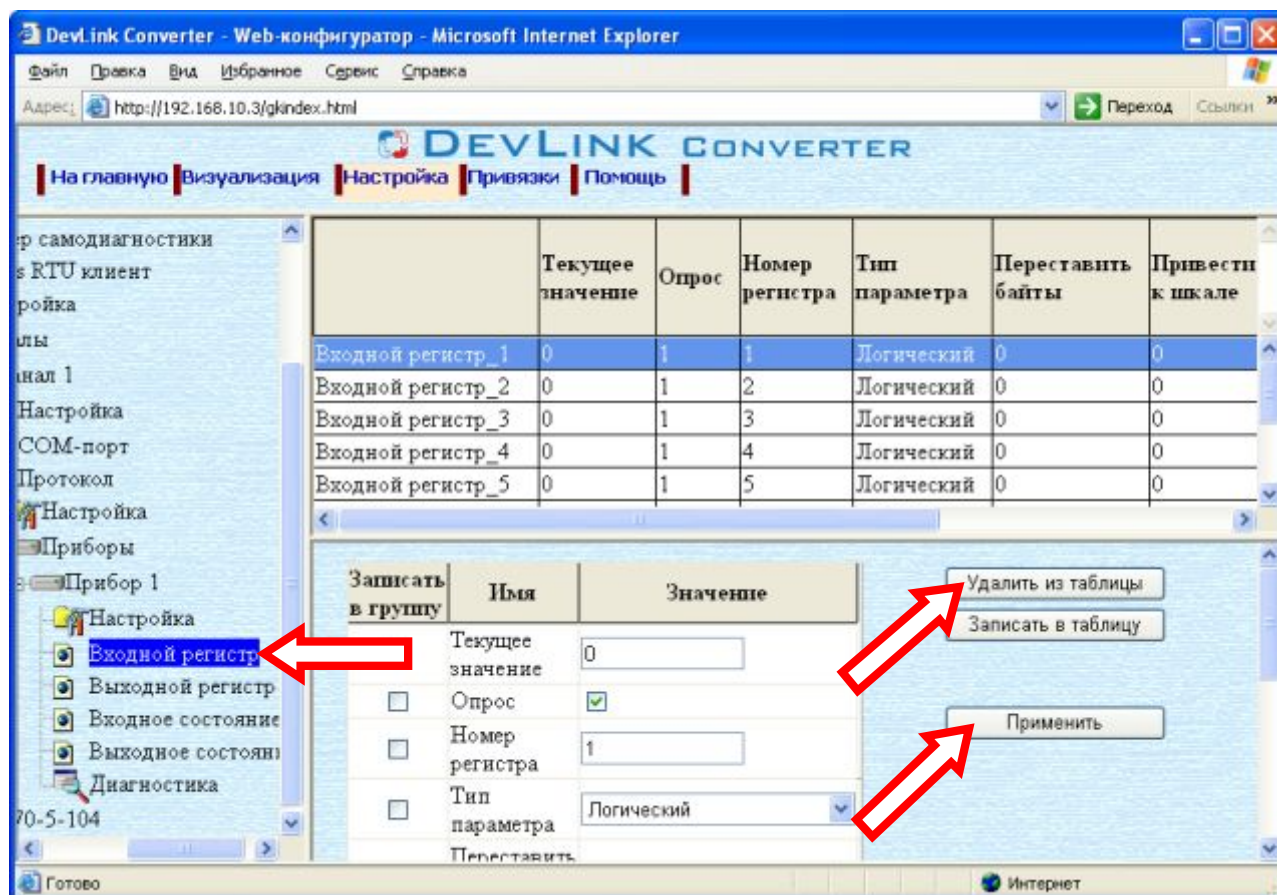 DevLink Converter - Web-конфигуратор - Microsoft Internet Explorer
Файл Правка Вид Избранное Сервис Справка
Адрес: http://192.168.10.3/gkindex.html Переход Ссылки »
DEVLINK CONVERTER
На главную Визуализация Настройка Привязки Помощь
ер самодиагностики
s RTU клиент
ройка
лы
анал 1
Настройка
COM-порт
Протокол
Настройка
Приборы
Прибор 1
Настройка
Входной регистр
Выходной регистр
Входное состояние
Выходное состояни
Диагностика
70-5-104
Текущее значение Опрос Номер регистра Тип параметра Переставить байты Привести к шкале
Входной регистр_1 0 1 1 Логический 0 0
Входной регистр_2 0 1 2 Логический 0 0
Входной регистр_3 0 1 3 Логический 0 0
Входной регистр_4 0 1 4 Логический 0 0
Входной регистр_5 0 1 5 Логический 0 0
Записать в группу Имя Значение
Текущее значение 0
Опрос
Номер регистра 1
Тип параметра Логический
Переставить
Удалить из таблицы
Записать в таблицу
Применить
Готово Интернет